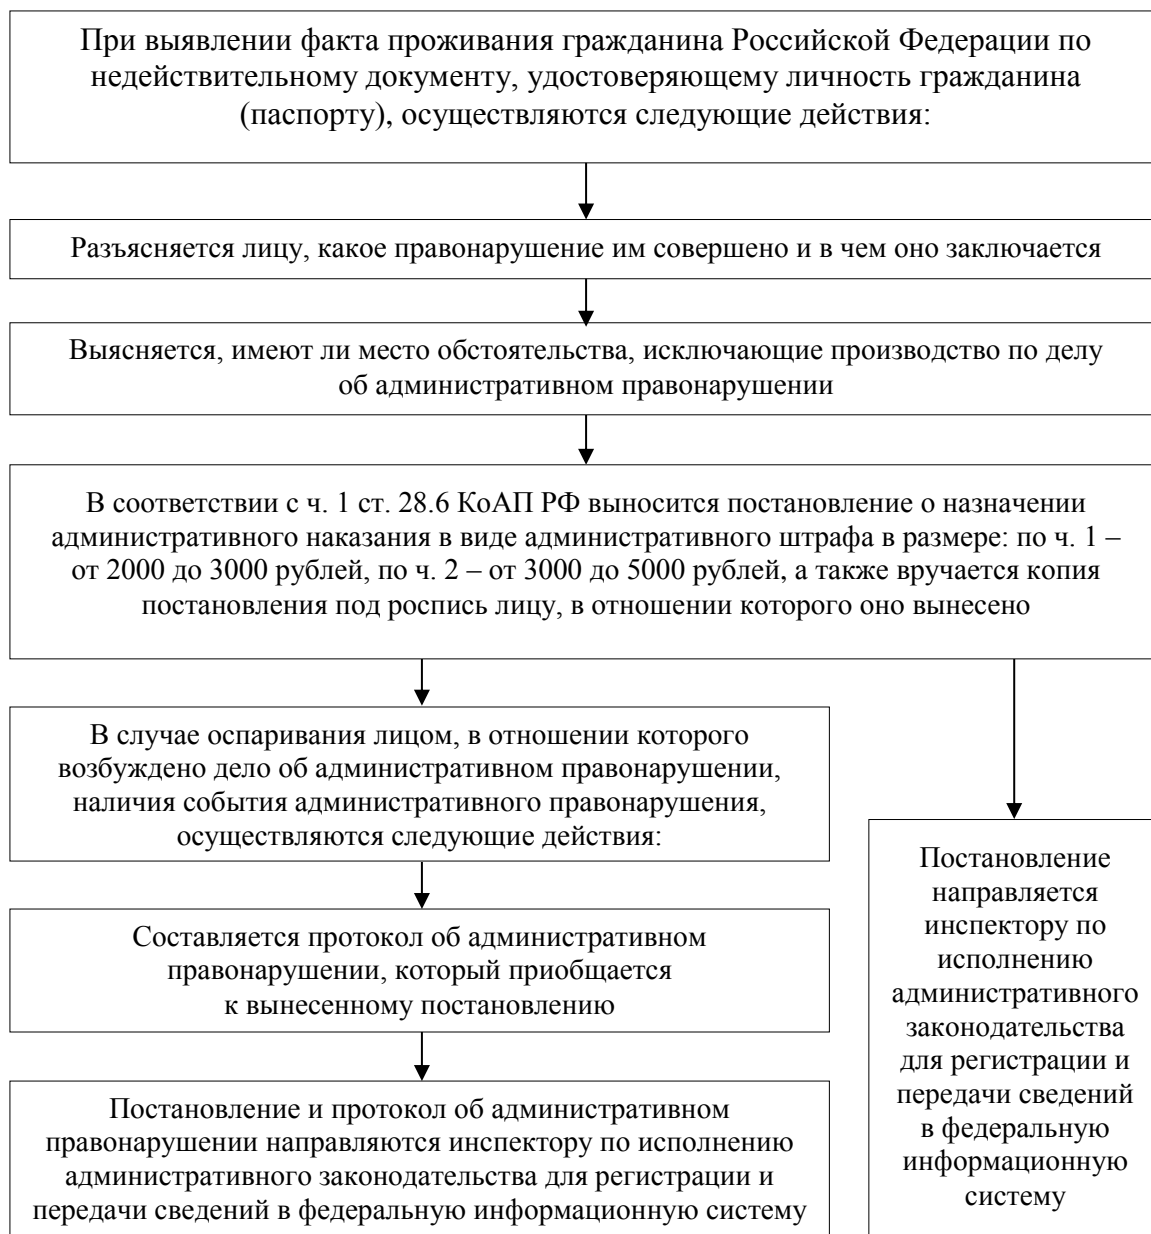 При выявлении факта проживания гражданина Российской Федерации по
недействительному документу, удостоверяющему личность гражданина
(паспорту), осуществляются следующие действия:
Разъясняется лицу, какое правонарушение им совершено и в чем оно заключается
Выясняется, имеют ли место обстоятельства, исключающие производство по делу
об административном правонарушении
В соответствии с ч. 1 ст. 28.6 КоАП РФ выносится постановление о назначении
административного наказания в виде административного штрафа в размере: по ч. 1 –
от 2000 до 3000 рублей, по ч. 2 – от 3000 до 5000 рублей, а также вручается копия
постановления под роспись лицу, в отношении которого оно вынесено
В случае оспаривания лицом, в отношении которого
возбуждено дело об административном правонарушении,
наличия события административного правонарушения,
осуществляются следующие действия:
Составляется протокол об административном
правонарушении, который приобщается
к вынесенному постановлению
Постановление и протокол об административном
правонарушении направляются инспектору по исполнению
административного законодательства для регистрации и
передачи сведений в федеральную информационную систему
Постановление
направляется
инспектору по
исполнению
административного
законодательства
для регистрации и
передачи сведений
в федеральную
информационную
систему